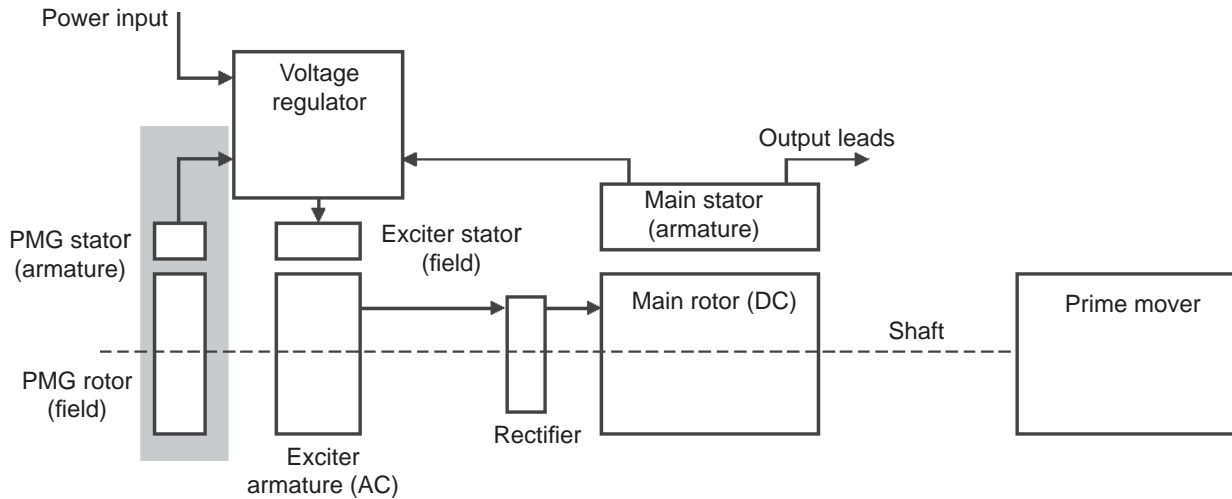 Power input
Voltage
regulator
Output leads
Main stator
(armature)
PMG stator
(armature)
Exciter stator
(field)
Main rotor (DC)
Prime mover
Shaft
PMG rotor
(field)
Rectifier
Exciter
armature (AC)